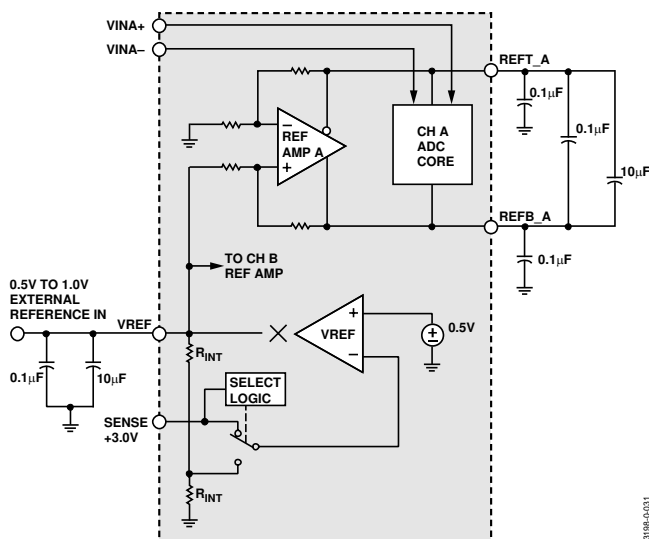 VINA+
VINA–
REFT_A
0.1μF
0.1μF
10μF
–
REF
AMP A
+
CH A
ADC
CORE
REFB_A
0.1μF
TO CH B
REF AMP
0.5V TO 1.0V
EXTERNAL
REFERENCE IN
VREF
+
VREF
–
0.5V
RINT
0.1μF
10μF
SELECT
LOGIC
SENSE
+3.0V
RINT
3198-0-031